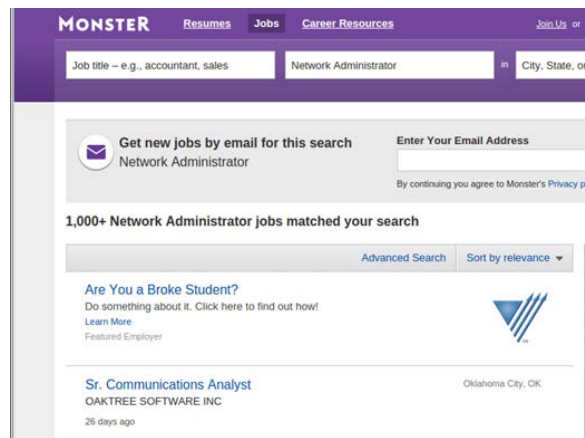 MONSTER Resumes Jobs Career Resources Join Us or
Job title – e.g., accountant, sales Network Administrator in City, State, o
Get new jobs by email for this search Enter Your Email Address
Network Administrator
By continuing you agree to Monster's Privacy p
1,000+ Network Administrator jobs matched your search
Advanced Search Sort by relevance
Are You a Broke Student?
Do something about it. Click here to find out how!
Learn More
Featured Employer
Sr. Communications Analyst Oklahoma City, OK
OAKTREE SOFTWARE INC
26 days ago